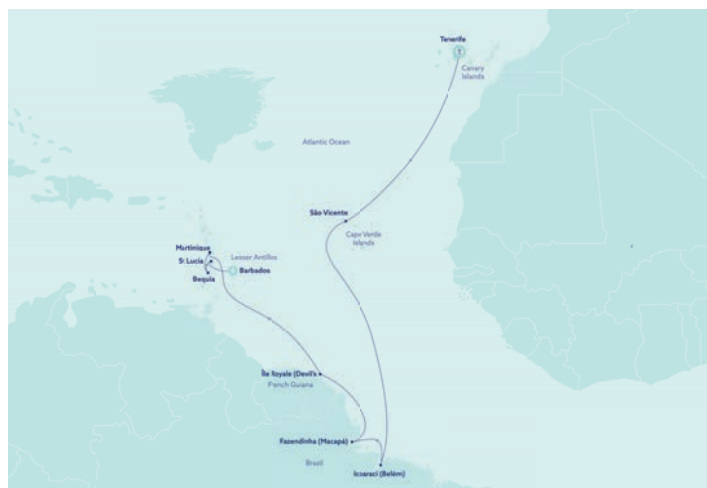 Tenerife
Canary
Islands
Atlantic Ocean
São Vicente
Cape Verde
Islands
Martinique
St Lucia
Lesser Antilles
Barbados
Bequia
Île Royale (Devil's
French Guiana
Fazendinha (Macapá)
Brazil
Icoaraci (Belém)